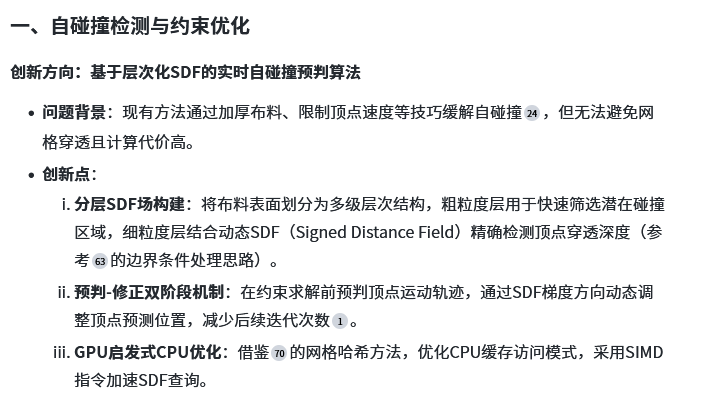 一、自碰撞检测与约束优化
创新方向：基于层次化SDF的实时自碰撞预判算法
• 问题背景：现有方法通过加厚布料、限制顶点速度等技巧缓解自碰撞 24 ，但无法避免网
格穿透且计算代价高。
• 创新点：
i. 分层SDF场构建：将布料表面划分为多级层次结构，粗粒度层用于快速筛选潜在碰撞
区域，细粒度层结合动态SDF（Signed Distance Field）精确检测顶点穿透深度（参
考 63 的边界条件处理思路）。
ii. 预判-修正双阶段机制：在约束求解前预判顶点运动轨迹，通过SDF梯度方向动态调
整顶点预测位置，减少后续迭代次数 1 。
iii. GPU启发式CPU优化：借鉴 70 的网格哈希方法，优化CPU缓存访问模式，采用SIMD
指令加速SDF查询。